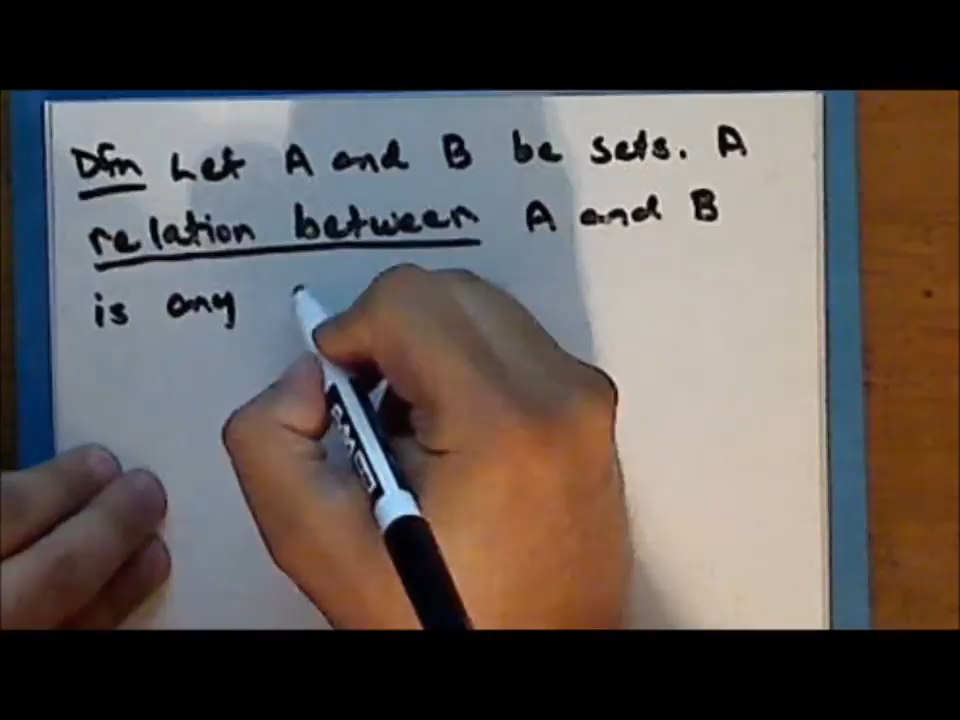 Dfn Let A and B be sets. A
relation between A and B
is any